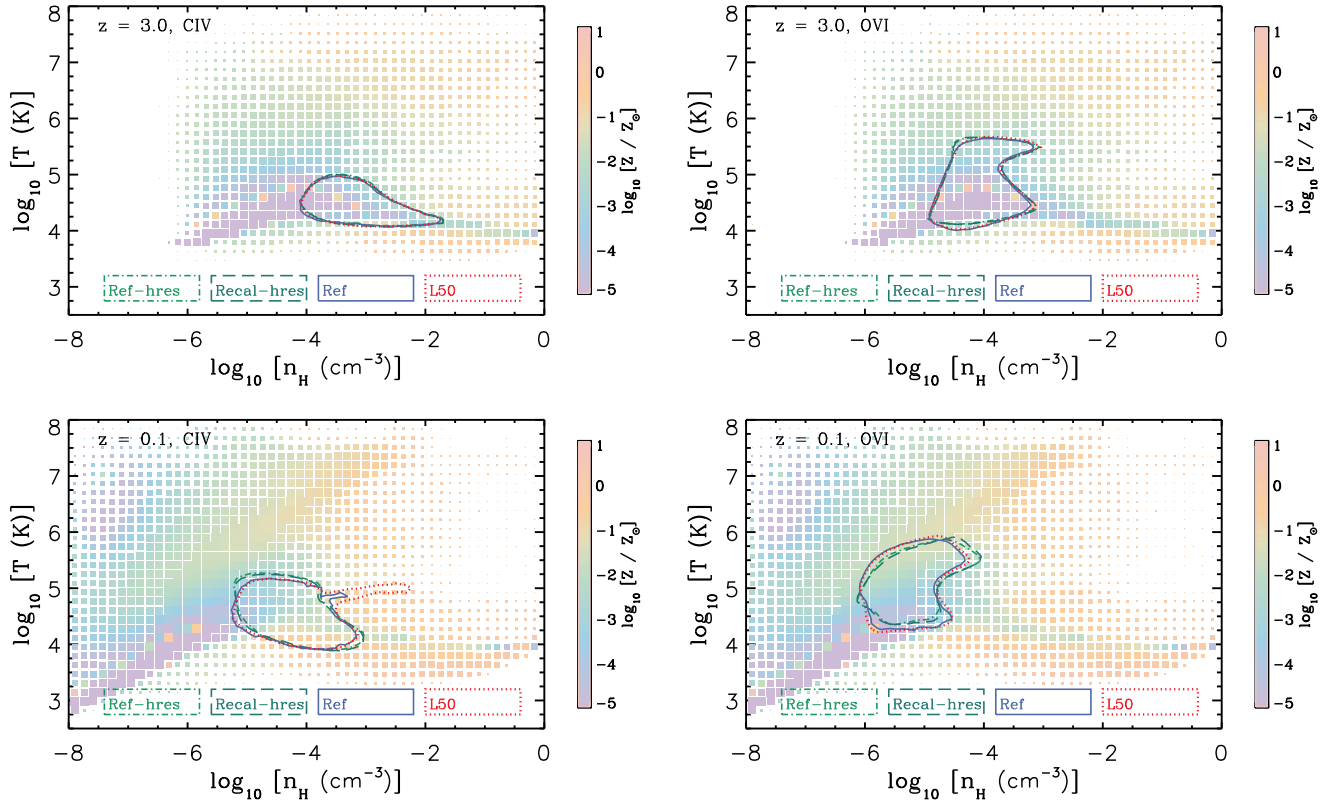 z = 3.0, CIV
8
7
6
5
4
3
log₁₀ [T (K)]
−8
−6
−4
−2
0
log₁₀ [n_H (cm⁻³)]
Ref-hres
Recal-hres
Ref
L50
1
0
−1
−2
−3
−4
−5
log₁₀ [Z / Z⊙]
z = 3.0, OVI
8
7
6
5
4
3
log₁₀ [T (K)]
−8
−6
−4
−2
0
log₁₀ [n_H (cm⁻³)]
Ref-hres
Recal-hres
Ref
L50
1
0
−1
−2
−3
−4
−5
log₁₀ [Z / Z⊙]
z = 0.1, CIV
8
7
6
5
4
3
log₁₀ [T (K)]
−8
−6
−4
−2
0
log₁₀ [n_H (cm⁻³)]
Ref-hres
Recal-hres
Ref
L50
1
0
−1
−2
−3
−4
−5
log₁₀ [Z / Z⊙]
z = 0.1, OVI
8
7
6
5
4
3
log₁₀ [T (K)]
−8
−6
−4
−2
0
log₁₀ [n_H (cm⁻³)]
Ref-hres
Recal-hres
Ref
L50
1
0
−1
−2
−3
−4
−5
log₁₀ [Z / Z⊙]